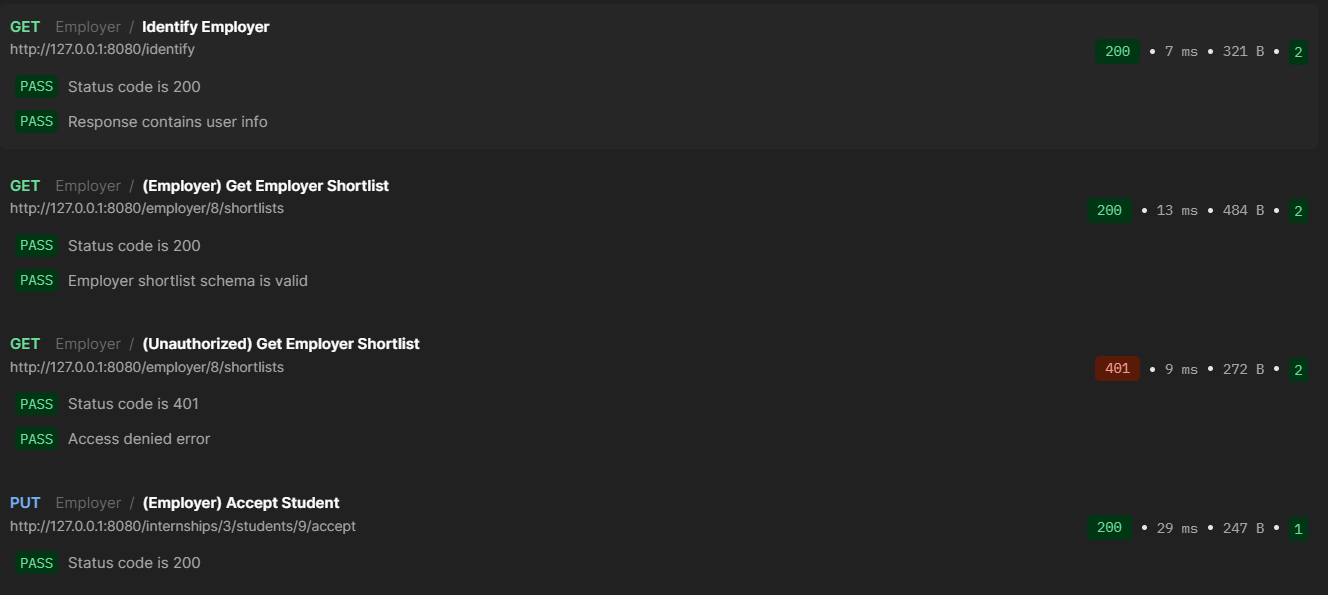 GET Employer / Identify Employer
http://127.0.0.1:8080/identify
200 • 7 ms • 321 B • 2
PASS Status code is 200
PASS Response contains user info
GET Employer / (Employer) Get Employer Shortlist
http://127.0.0.1:8080/employer/8/shortlists
200 • 13 ms • 484 B • 2
PASS Status code is 200
PASS Employer shortlist schema is valid
GET Employer / (Unauthorized) Get Employer Shortlist
http://127.0.0.1:8080/employer/8/shortlists
401 • 9 ms • 272 B • 2
PASS Status code is 401
PASS Access denied error
PUT Employer / (Employer) Accept Student
http://127.0.0.1:8080/internships/3/students/9/accept
200 • 29 ms • 247 B • 1
PASS Status code is 200